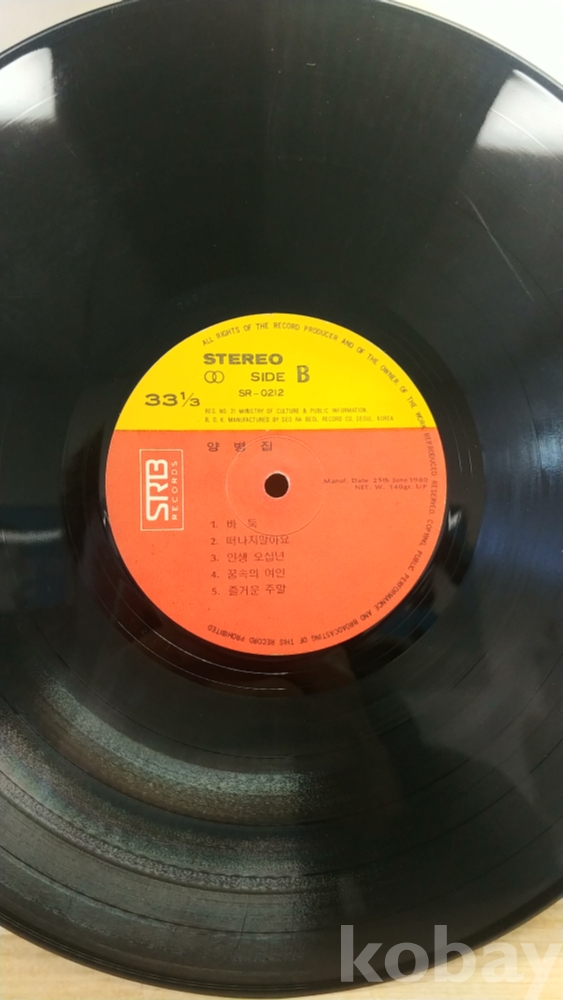 ALL RIGHTS OF THE RECORD PRODUCER AND OF THE OWNER OF THE WORK REPRODUCED RESERVED. COPYING PUBLIC PERFORMANCE AND BROADCASTING OF THIS RECORD PROHIBITED
STEREO
SIDE B
33 1/3
SR-0212
REG. NO. 21 MINISTRY OF CULTURE & PUBLIC INFORMATION
R. O. K. MANUFACTURED BY SEO RA BEOL RECORD CO. SEOUL. KOREA
양 병 집
SRB
RECORDS
Manuf. Date 25th June 1980
NET. W. 140gr. UP
1. 바 둑
2. 떠나지말아요
3. 인생 오십년
4. 꿈속의 여인
5. 즐거운 주말
kobay